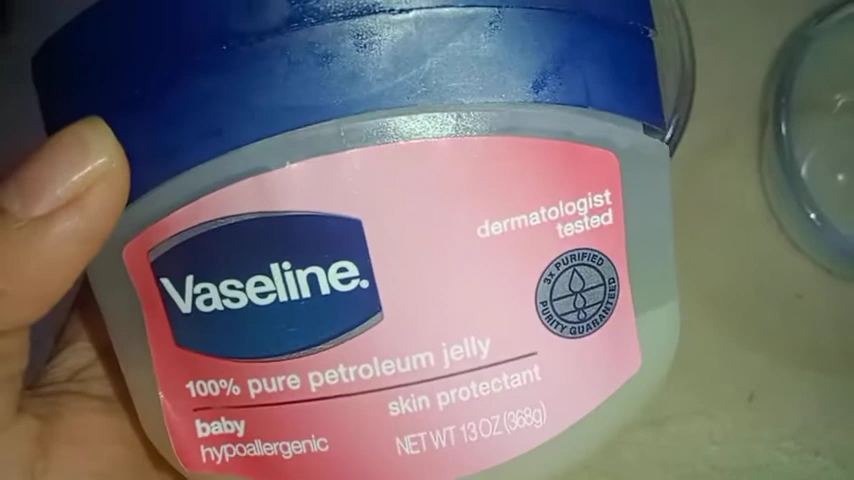 Vaseline.
dermatologist
tested
3x PURIFIED
PURITY GUARANTEED
100% pure petroleum jelly
skin protectant
baby
hypoallergenic
NET WT 13 OZ (368g)